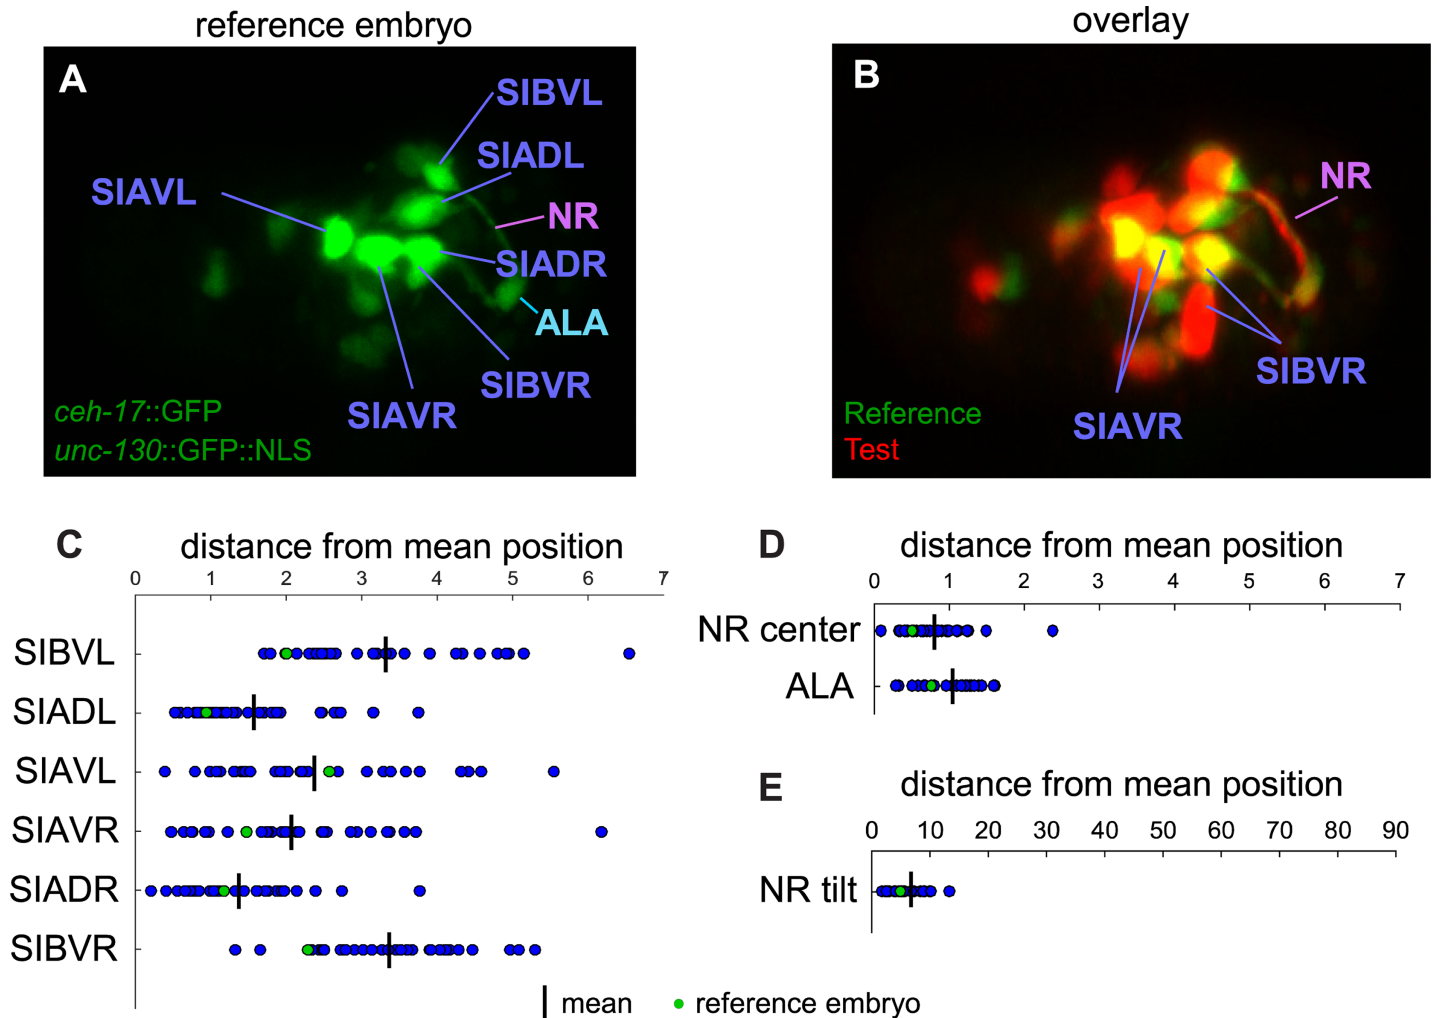 reference embryo
overlay
A
SIBVL
SIADL
SIAVL
NR
SIADR
ALA
SIBVR
SIAVR
ceh-17::GFP
unc-130::GFP::NLS
B
NR
SIBVR
SIAVR
Reference
Test
C
distance from mean position
0 1 2 3 4 5 6 7
SIBVL
SIADL
SIAVL
SIAVR
SIADR
SIBVR
D
distance from mean position
0 1 2 3 4 5 6 7
NR center
ALA
E
distance from mean position
0 10 20 30 40 50 60 70 80 90
NR tilt
mean
reference embryo